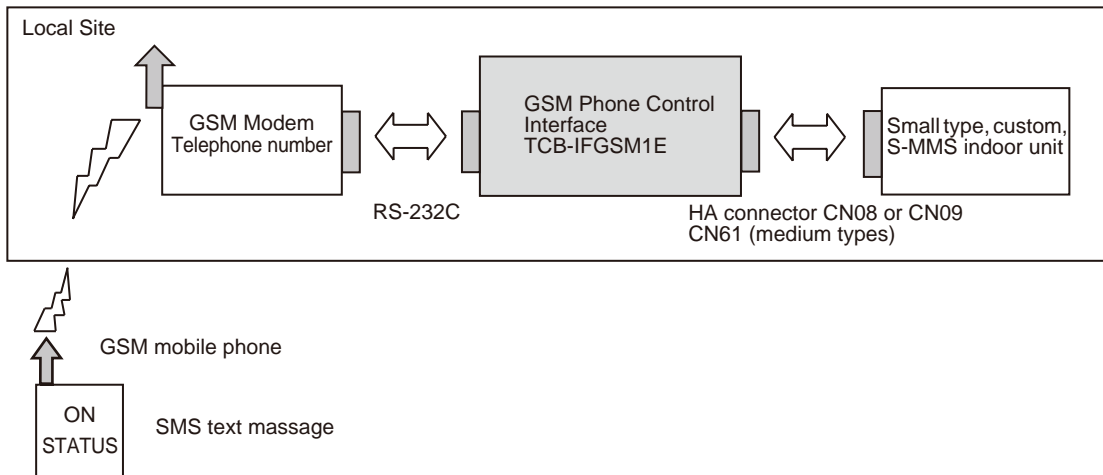 Local Site
GSM Modem
Telephone number
RS-232C
GSM Phone Control
Interface
TCB-IFGSM1E
HA connector CN08 or CN09
CN61 (medium types)
Small type, custom,
S-MMS indoor unit
GSM mobile phone
ON
STATUS
SMS text massage